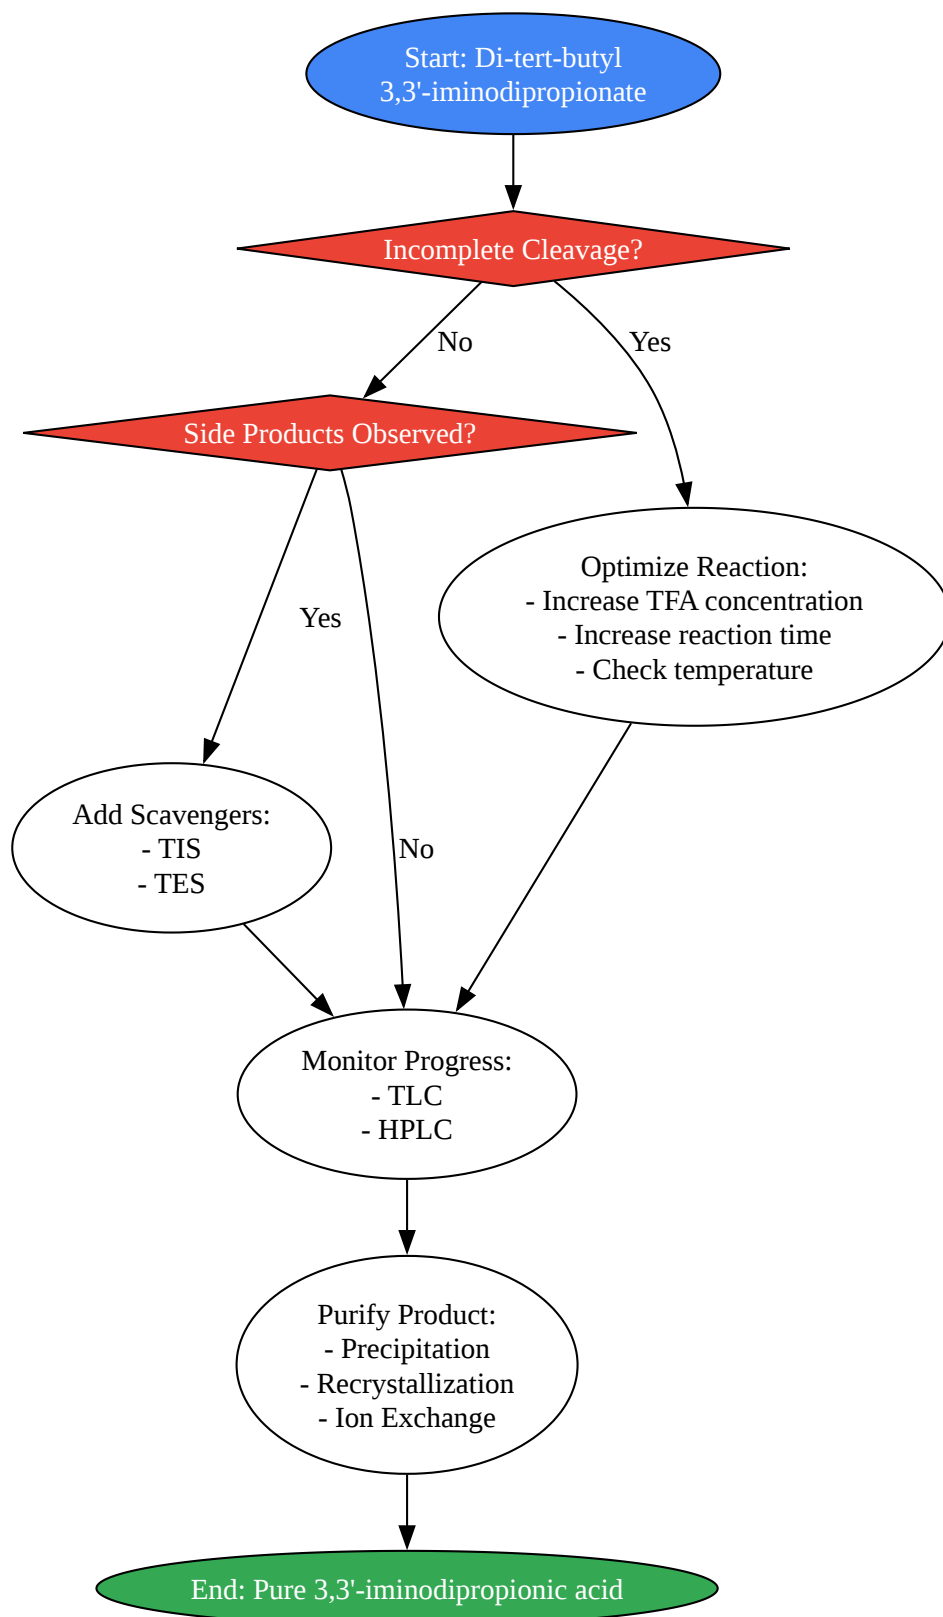 Start: Di-tert-butyl
3,3'-iminodipropionate
Incomplete Cleavage?
No
Yes
Side Products Observed?
Optimize Reaction:
- Increase TFA concentration
- Increase reaction time
- Check temperature
Yes
Add Scavengers:
- TIS
- TES
No
Monitor Progress:
- TLC
- HPLC
Purify Product:
- Precipitation
- Recrystallization
- Ion Exchange
End: Pure 3,3'-iminodipropionic acid